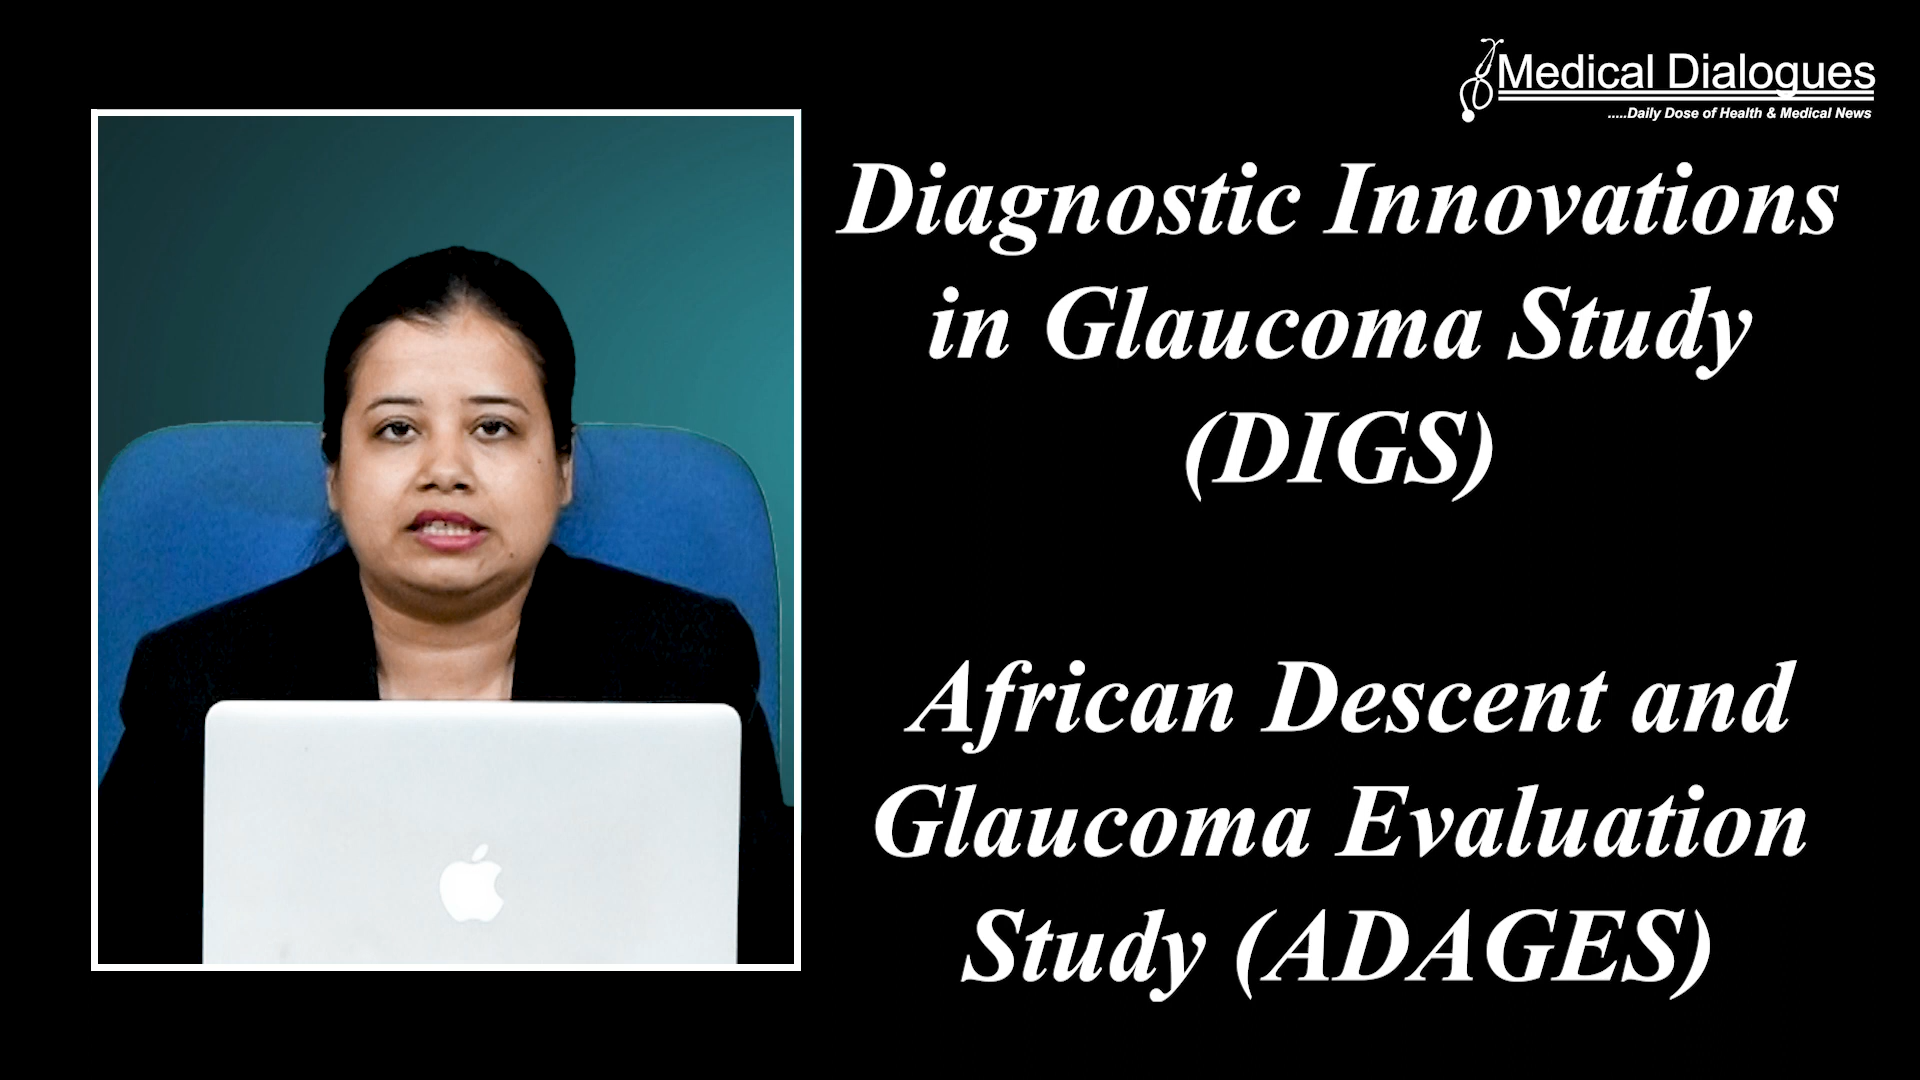 Medical Dialogues
.....Daily Dose of Health & Medical News
Diagnostic Innovations
in Glaucoma Study
(DIGS)
African Descent and
Glaucoma Evaluation
Study (ADAGES)